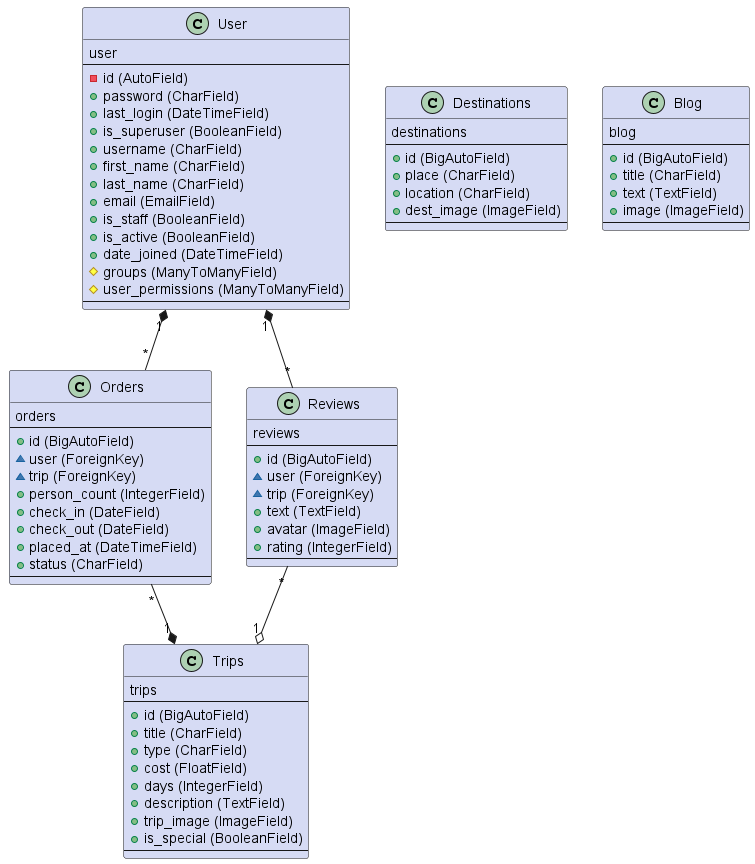 C User
user
id (AutoField)
password (CharField)
last_login (DateTimeField)
is_superuser (BooleanField)
username (CharField)
first_name (CharField)
last_name (CharField)
email (EmailField)
is_staff (BooleanField)
is_active (BooleanField)
date_joined (DateTimeField)
groups (ManyToManyField)
user_permissions (ManyToManyField)
C Destinations
destinations
id (BigAutoField)
place (CharField)
location (CharField)
dest_image (ImageField)
C Blog
blog
id (BigAutoField)
title (CharField)
text (TextField)
image (ImageField)
1
*
1
*
C Orders
orders
id (BigAutoField)
user (ForeignKey)
trip (ForeignKey)
person_count (IntegerField)
check_in (DateField)
check_out (DateField)
placed_at (DateTimeField)
status (CharField)
C Reviews
reviews
id (BigAutoField)
user (ForeignKey)
trip (ForeignKey)
text (TextField)
avatar (ImageField)
rating (IntegerField)
*
1
*
1
C Trips
trips
id (BigAutoField)
title (CharField)
type (CharField)
cost (FloatField)
days (IntegerField)
description (TextField)
trip_image (ImageField)
is_special (BooleanField)